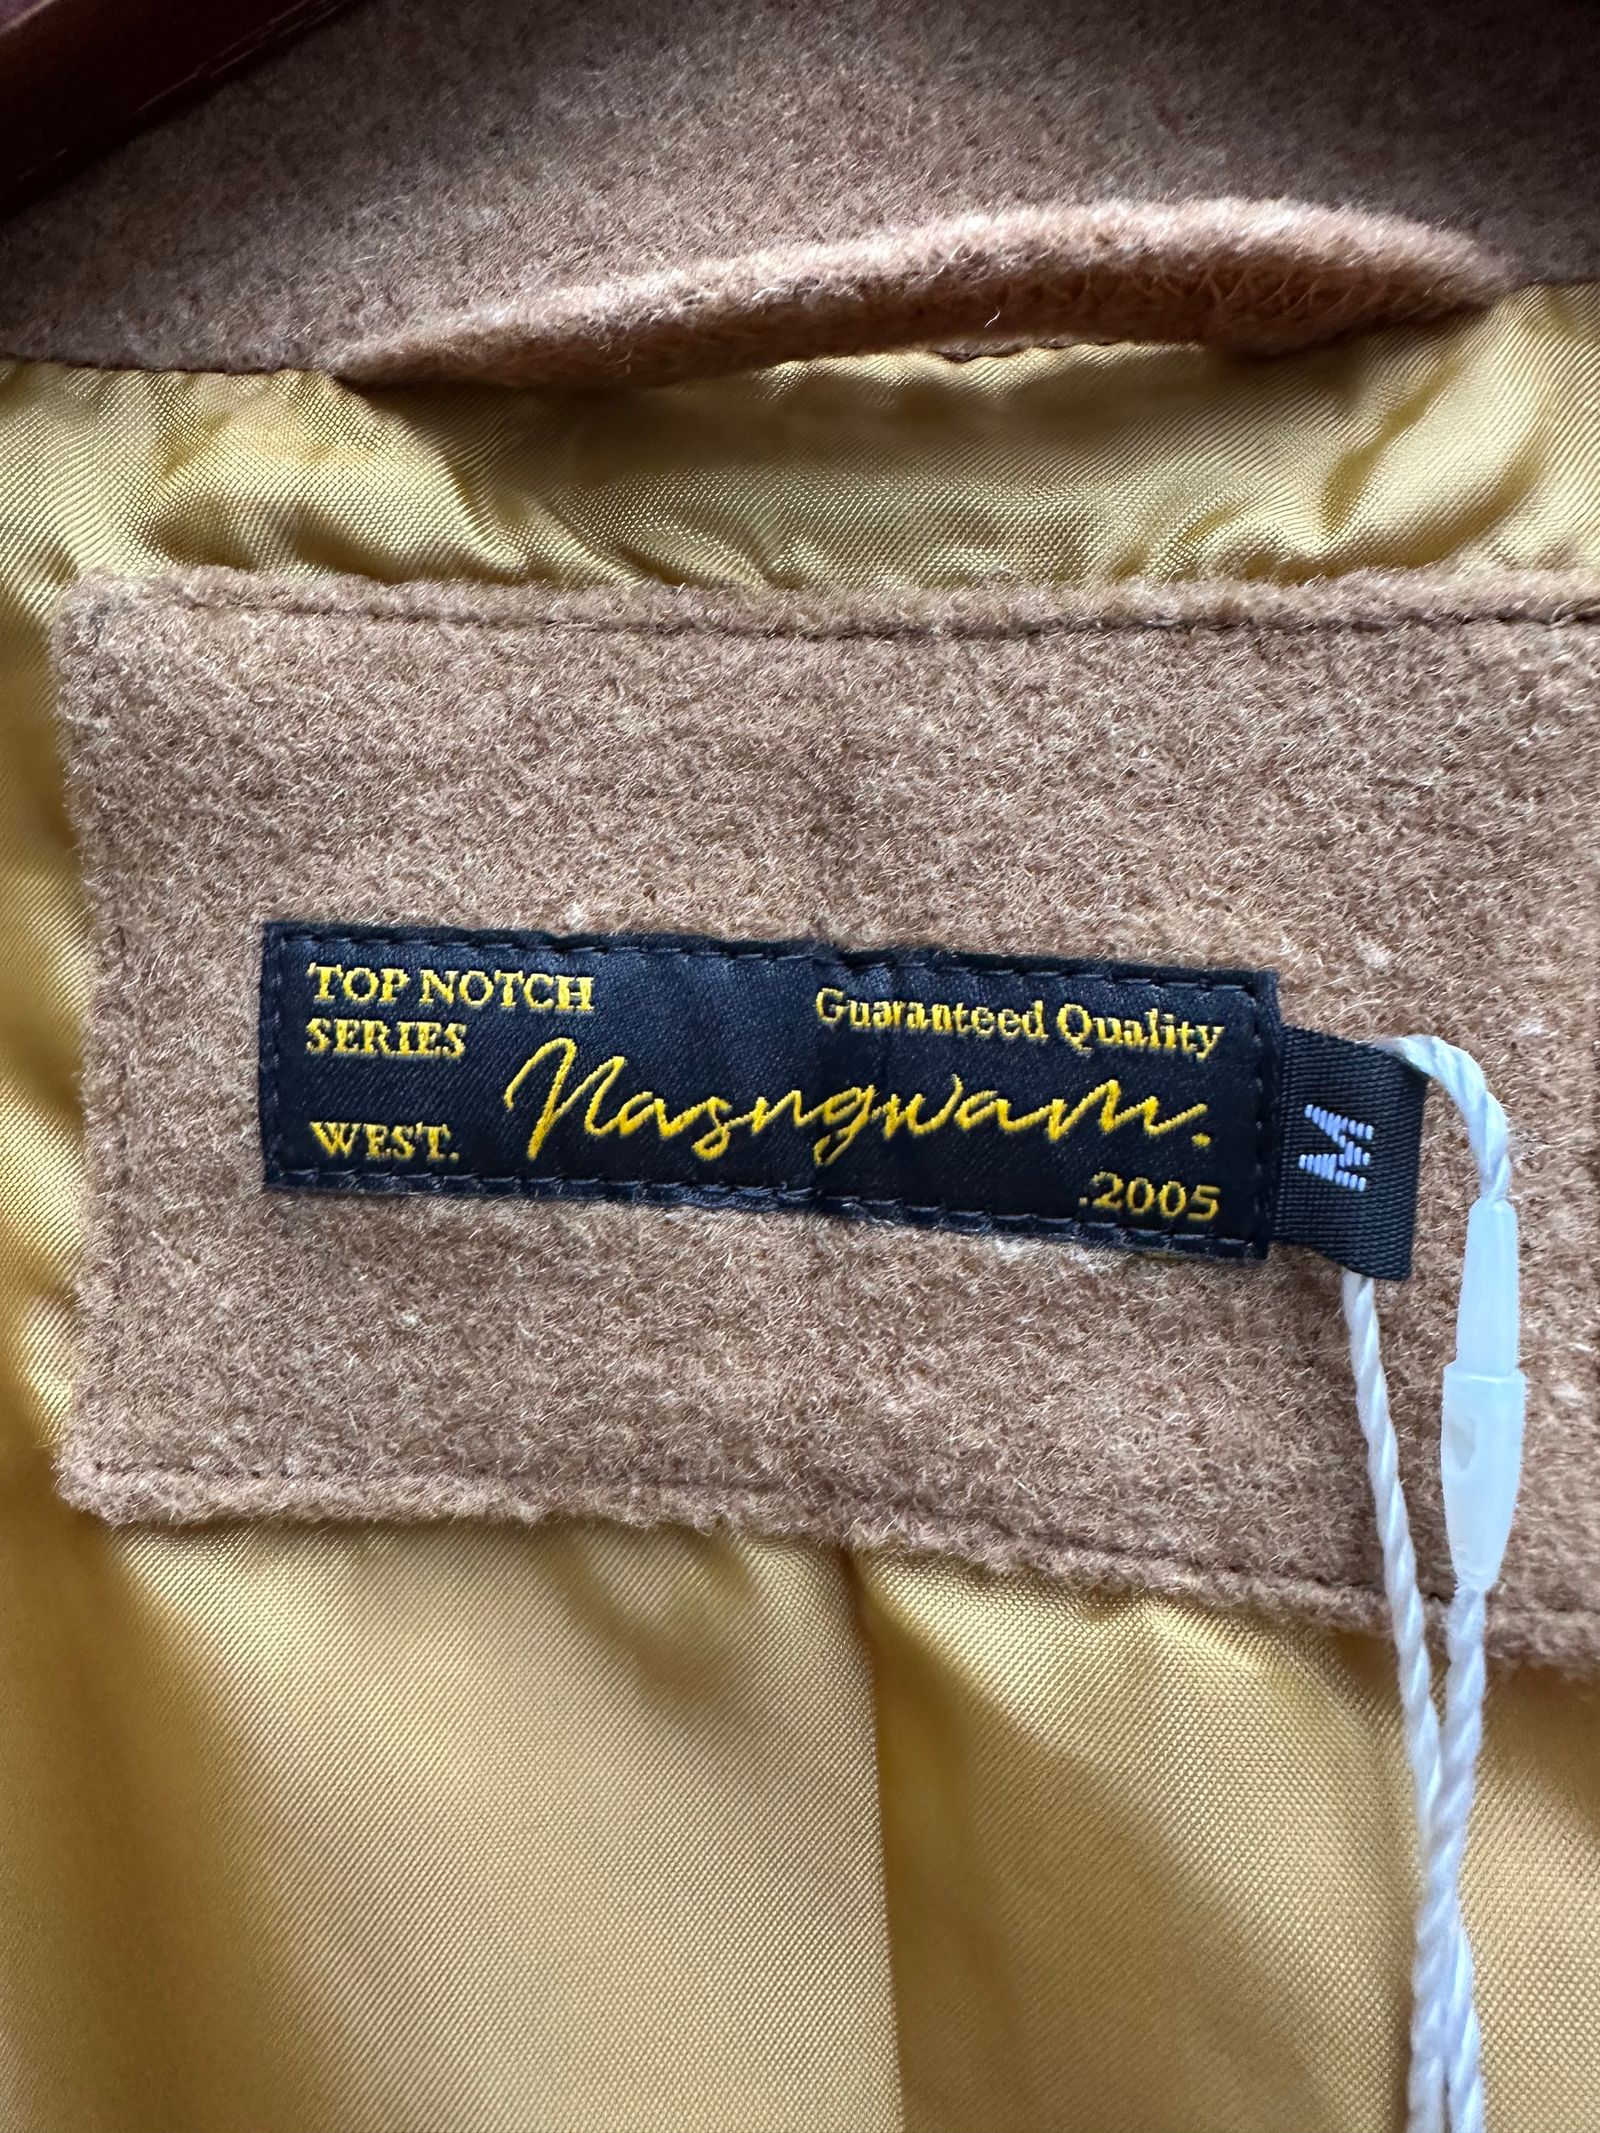 TOP NOTCH
SERIES
Guaranteed Quality
Nasngwam.
WEST.
.2005
M